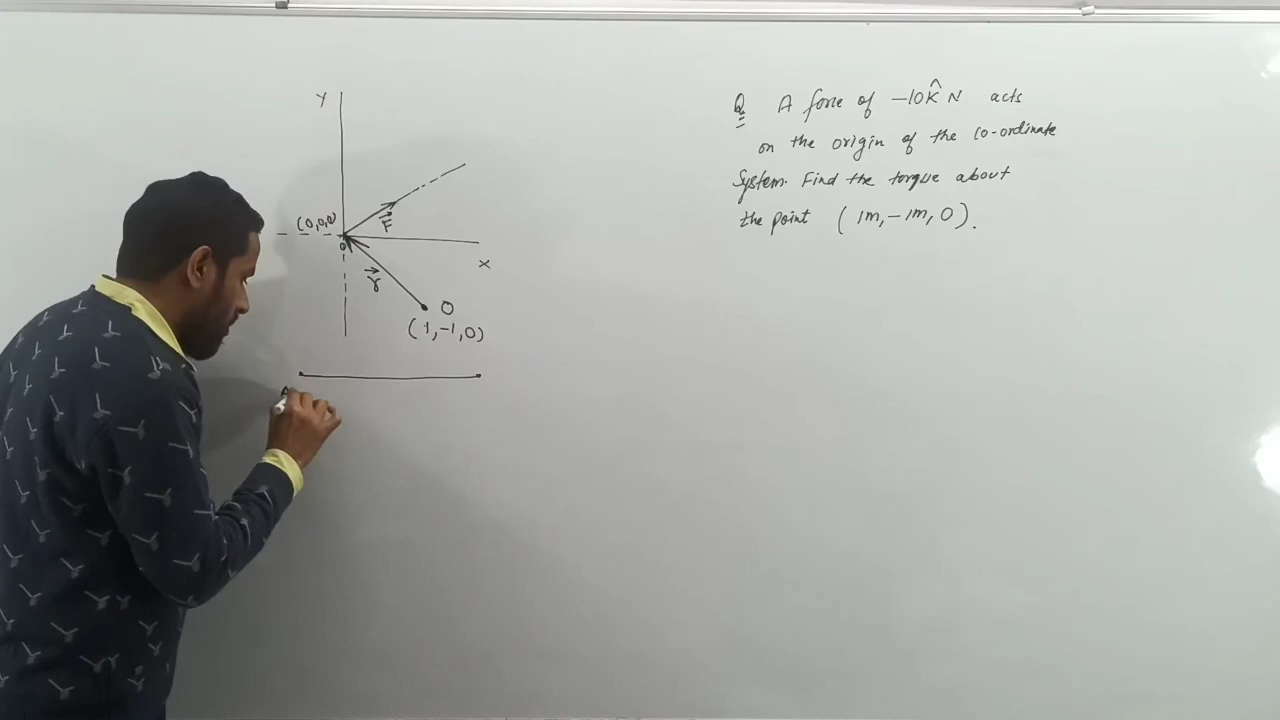 Y
(0,0,0)
F
0
X
r
O
(1,-1,0)
A
Q A force of -10K̂ N acts
on the origin of the co-ordinate
System. Find the torque about
the point (1m,-1m, 0).